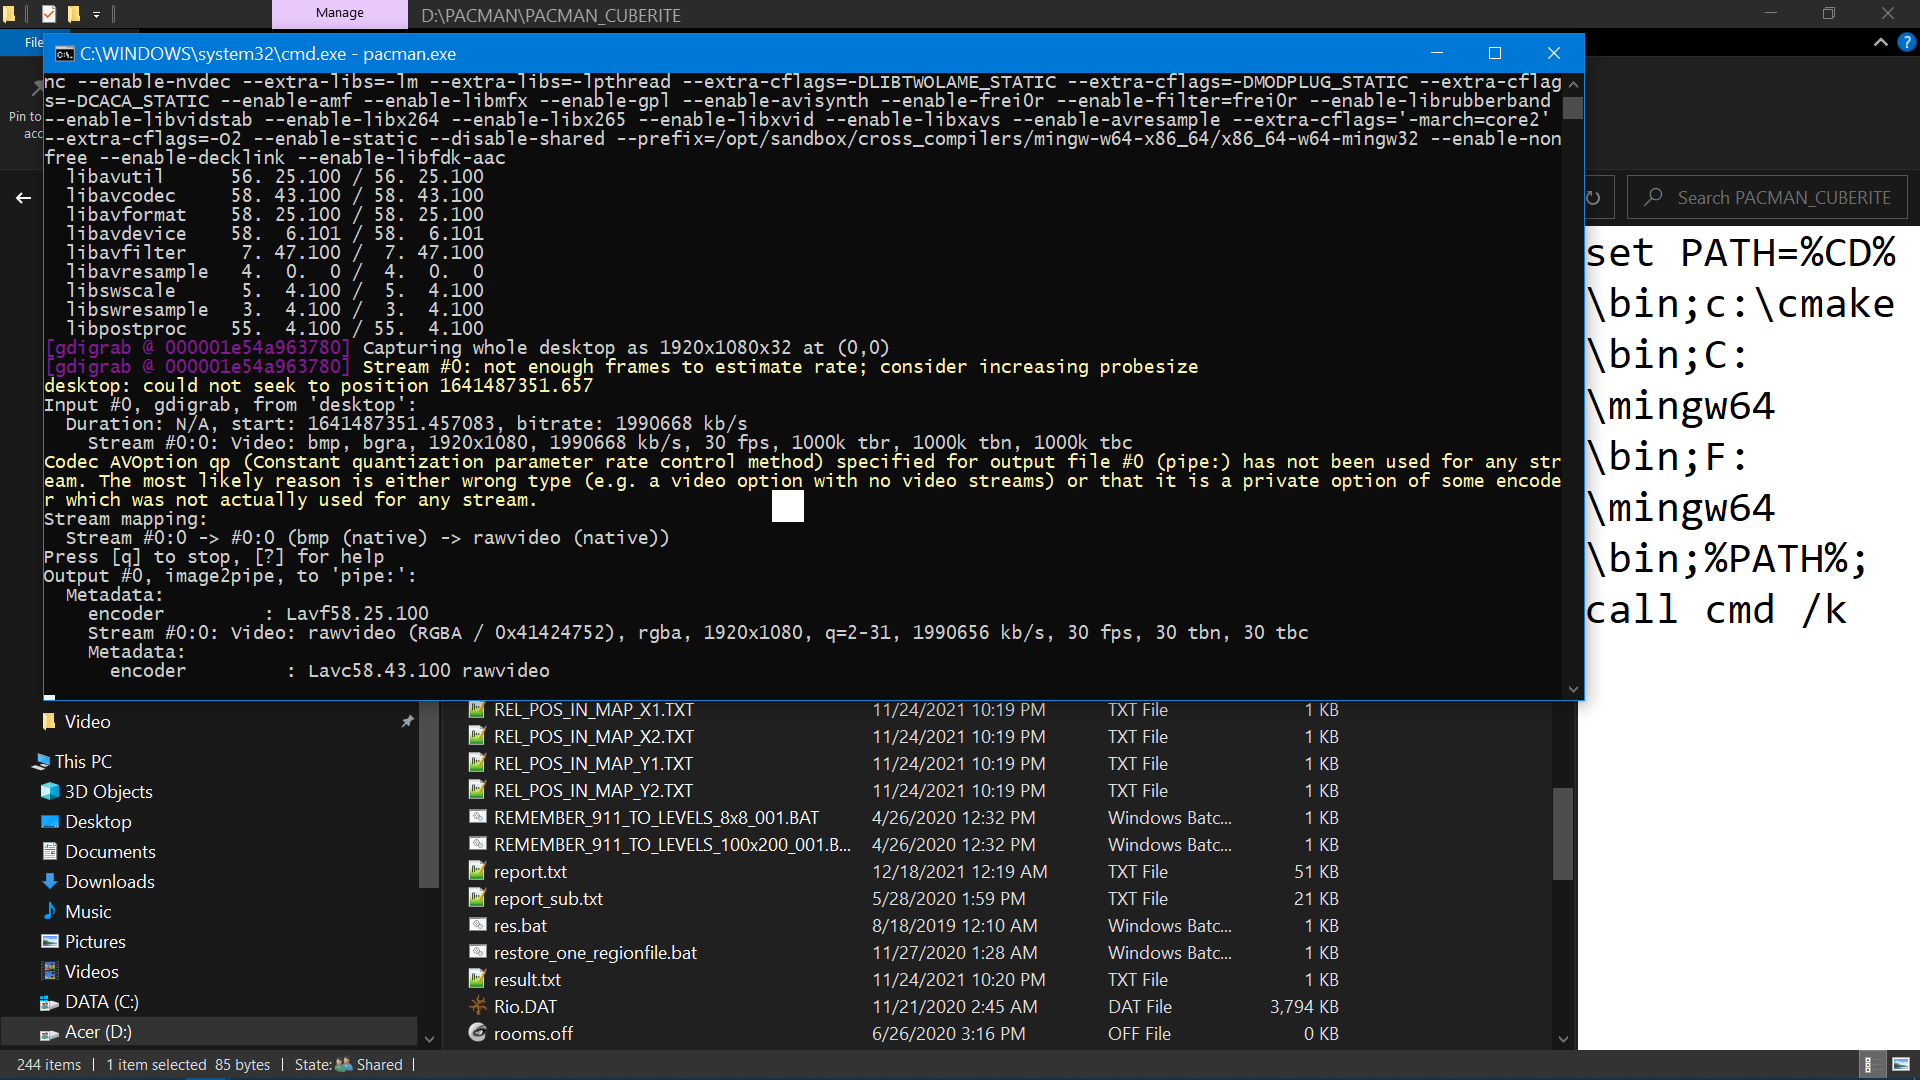 Manage
D:\PACMAN\PACMAN_CUBERITE
File
C:\WINDOWS\system32\cmd.exe - pacman.exe
nc --enable-nvdec --extra-libs=-lm --extra-libs=-lpthread --extra-cflags=-DLIBTWOLAME_STATIC --extra-cflags=-DMODPLUG_STATIC --extra-cflag
s=-DCACA_STATIC --enable-amf --enable-libmfx --enable-gpl --enable-avisynth --enable-frei0r --enable-filter=frei0r --enable-librubberband
--enable-libvidstab --enable-libx264 --enable-libx265 --enable-libxvid --enable-libxavs --enable-avresample --extra-cflags='-march=core2'
--extra-cflags=-O2 --enable-static --disable-shared --prefix=/opt/sandbox/cross_compilers/mingw-w64-x86_64/x86_64-w64-mingw32 --enable-non
free --enable-decklink --enable-libfdk-aac
libavutil 56. 25.100 / 56. 25.100
libavcodec 58. 43.100 / 58. 43.100
libavformat 58. 25.100 / 58. 25.100
libavdevice 58. 6.101 / 58. 6.101
libavfilter 7. 47.100 / 7. 47.100
libavresample 4. 0. 0 / 4. 0. 0
libswscale 5. 4.100 / 5. 4.100
libswresample 3. 4.100 / 3. 4.100
libpostproc 55. 4.100 / 55. 4.100
[gdigrab @ 000001e54a963780] Capturing whole desktop as 1920x1080x32 at (0,0)
[gdigrab @ 000001e54a963780] Stream #0: not enough frames to estimate rate; consider increasing probesize
desktop: could not seek to position 1641487351.657
Input #0, gdigrab, from 'desktop':
Duration: N/A, start: 1641487351.457083, bitrate: 1990668 kb/s
Stream #0:0: Video: bmp, bgra, 1920x1080, 1990668 kb/s, 30 fps, 1000k tbr, 1000k tbn, 1000k tbc
Codec AVOption qp (Constant quantization parameter rate control method) specified for output file #0 (pipe:) has not been used for any str
eam. The most likely reason is either wrong type (e.g. a video option with no video streams) or that it is a private option of some encode
r which was not actually used for any stream.
Stream mapping:
Stream #0:0 -> #0:0 (bmp (native) -> rawvideo (native))
Press [q] to stop, [?] for help
Output #0, image2pipe, to 'pipe:':
Metadata:
encoder : Lavf58.25.100
Stream #0:0: Video: rawvideo (RGBA / 0x41424752), rgba, 1920x1080, q=2-31, 1990656 kb/s, 30 fps, 30 tbn, 30 tbc
Metadata:
encoder : Lavc58.43.100 rawvideo
Pin to
acc
Search PACMAN_CUBERITE
set PATH=%CD%
\bin;c:\cmake
\bin;C:
\mingw64
\bin;F:
\mingw64
\bin;%PATH%;
call cmd /k
Video
This PC
3D Objects
Desktop
Documents
Downloads
Music
Pictures
Videos
DATA (C:)
Acer (D:)
REL_POS_IN_MAP_X1.TXT 11/24/2021 10:19 PM TXT File 1 KB
REL_POS_IN_MAP_X2.TXT 11/24/2021 10:19 PM TXT File 1 KB
REL_POS_IN_MAP_Y1.TXT 11/24/2021 10:19 PM TXT File 1 KB
REL_POS_IN_MAP_Y2.TXT 11/24/2021 10:19 PM TXT File 1 KB
REMEMBER_911_TO_LEVELS_8x8_001.BAT 4/26/2020 12:32 PM Windows Batc... 1 KB
REMEMBER_911_TO_LEVELS_100x200_001.B... 4/26/2020 12:32 PM Windows Batc... 1 KB
report.txt 12/18/2021 12:19 AM TXT File 51 KB
report_sub.txt 5/28/2020 1:59 PM TXT File 21 KB
res.bat 8/18/2019 12:10 AM Windows Batc... 1 KB
restore_one_regionfile.bat 11/27/2020 1:28 AM Windows Batc... 1 KB
result.txt 11/24/2021 10:20 PM TXT File 1 KB
Rio.DAT 11/21/2020 2:45 AM DAT File 3,794 KB
rooms.off 6/26/2020 3:16 PM OFF File 0 KB
244 items 1 item selected 85 bytes State: Shared